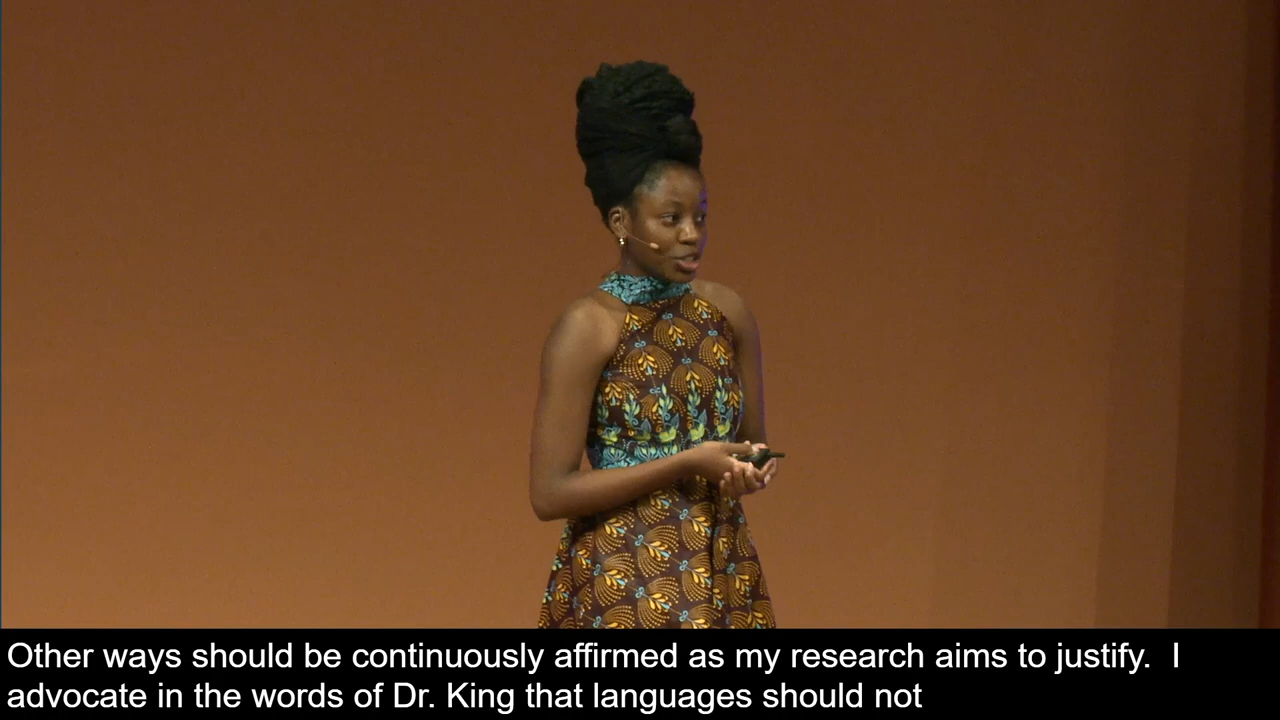 Other ways should be continuously affirmed as my research aims to justify.  I
advocate in the words of Dr. King that languages should not